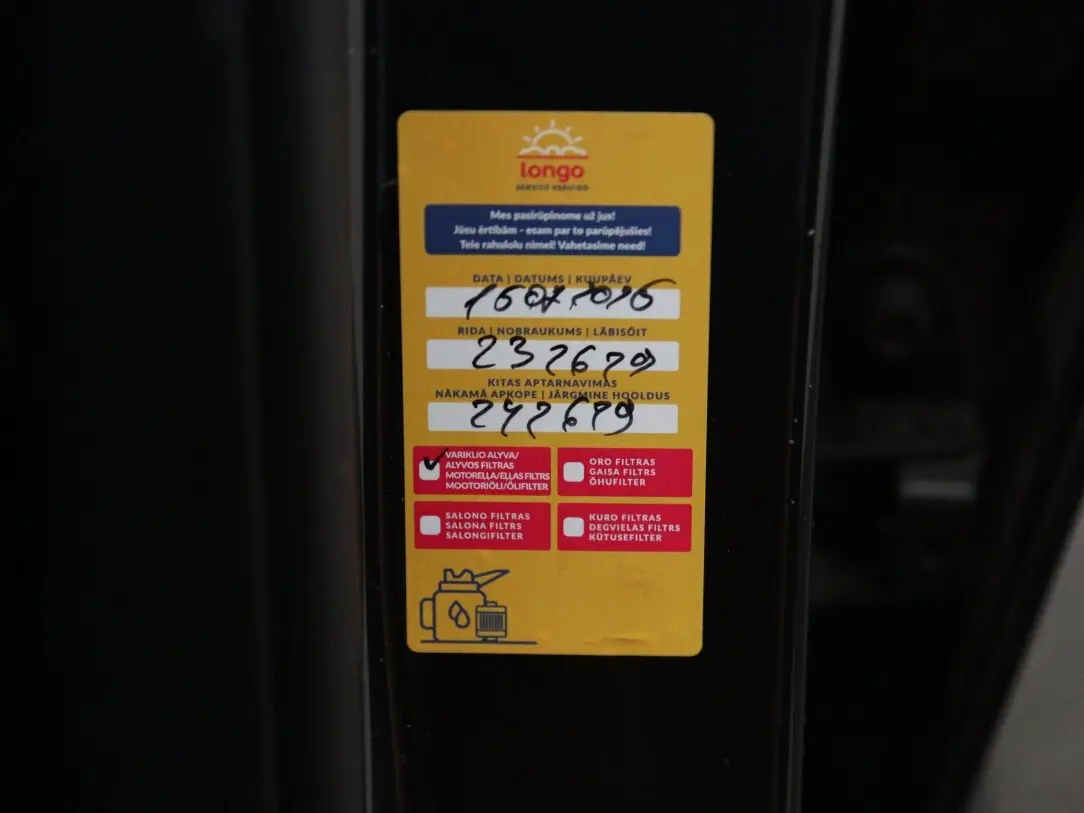 longo
SERVICE VERIFIED
Mes pasirūpinome už jus!
Jūsu ērtībām - esam par to parūpējušies!
Teie rahulolu nimel! Vahetasime need!
DATA | DATUMS | KUUPÄEV
RIDA | NOBRAUKUMS | LÄBISÕIT
232679
KITAS APTARNAVIMAS
NĀKAMĀ APKOPE | JÄRGMINE HOOLDUS
242679
VARIKLIO ALYVA/
ALYVOS FILTRAS
MOTOREĻĻA/EĻĻAS FILTRS
MOOTORIÕLI/ÕLIFILTER
ORO FILTRAS
GAISA FILTRS
ÕHUFILTER
SALONO FILTRAS
SALONA FILTRS
SALONGIFILTER
KURO FILTRAS
DEGVIELAS FILTRS
KÜTUSEFILTER